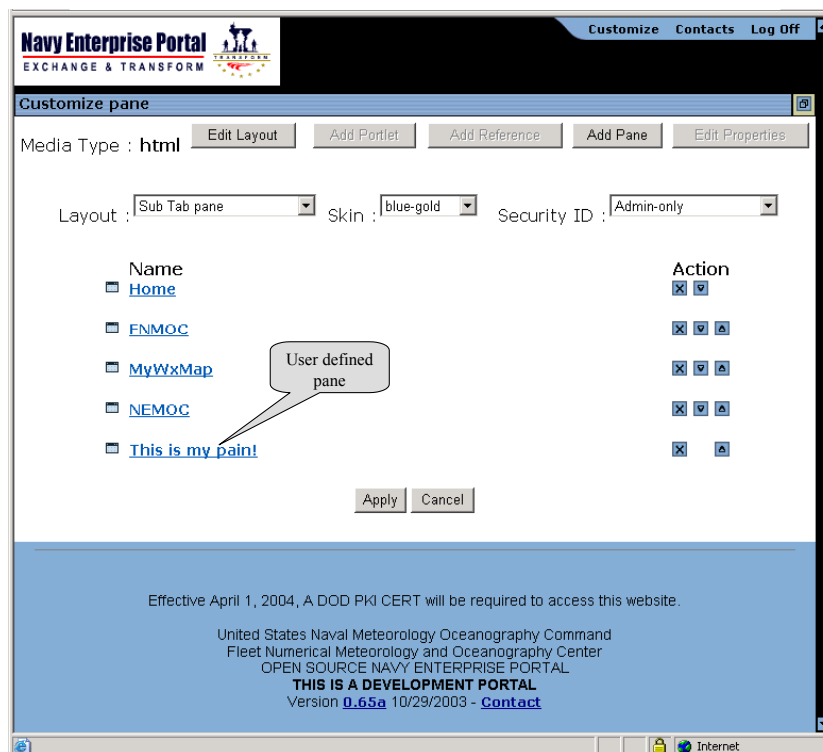 Navy Enterprise Portal
EXCHANGE & TRANSFORM
TRANSFORM
Customize Contacts Log Off
Customize pane
Media Type : html Edit Layout Add Portlet Add Reference Add Pane Edit Properties
Layout : Sub Tab pane Skin : blue-gold Security ID : Admin-only
Name Action
Home
FNMOC
MyWxMap
User defined
pane
NEMOC
This is my pain!
Apply Cancel
Effective April 1, 2004, A DOD PKI CERT will be required to access this website.
United States Naval Meteorology Oceanography Command
Fleet Numerical Meteorology and Oceanography Center
OPEN SOURCE NAVY ENTERPRISE PORTAL
THIS IS A DEVELOPMENT PORTAL
Version 0.65a 10/29/2003 - Contact
Internet